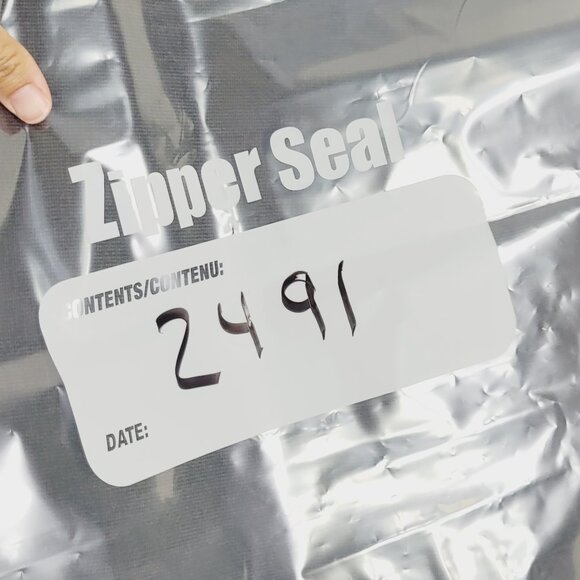 Zipper Seal
CONTENTS/CONTENU:
2491
DATE: